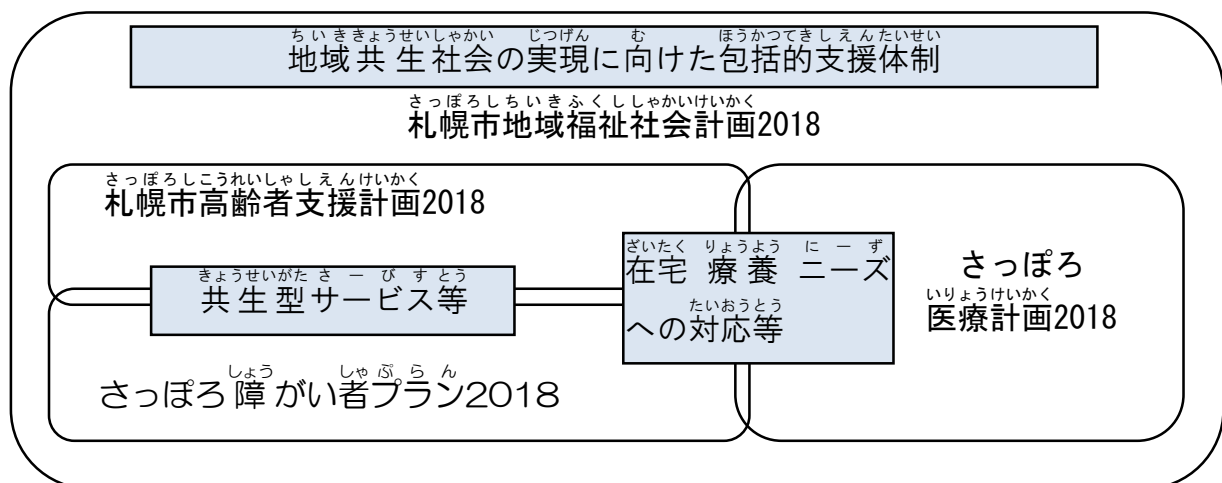 ちいききょうせいしゃかい じつげん む ほうかつてきしえんたいせい
地域共生社会の実現に向けた包括的支援体制
さっぽろしちいきふくししゃかいけいかく
札幌市地域福祉社会計画2018
さっぽろしこうれいしゃしえんけいかく
札幌市高齢者支援計画2018
きょうせいがたさーびすとう
共生型サービス等
ざいたく りょうよう にーず
在宅療養ニーズ
たいおうとう
への対応等
さっぽろ
いりょうけいかく
医療計画2018
しょう しゃぷらん
さっぽろ障がい者プラン2018